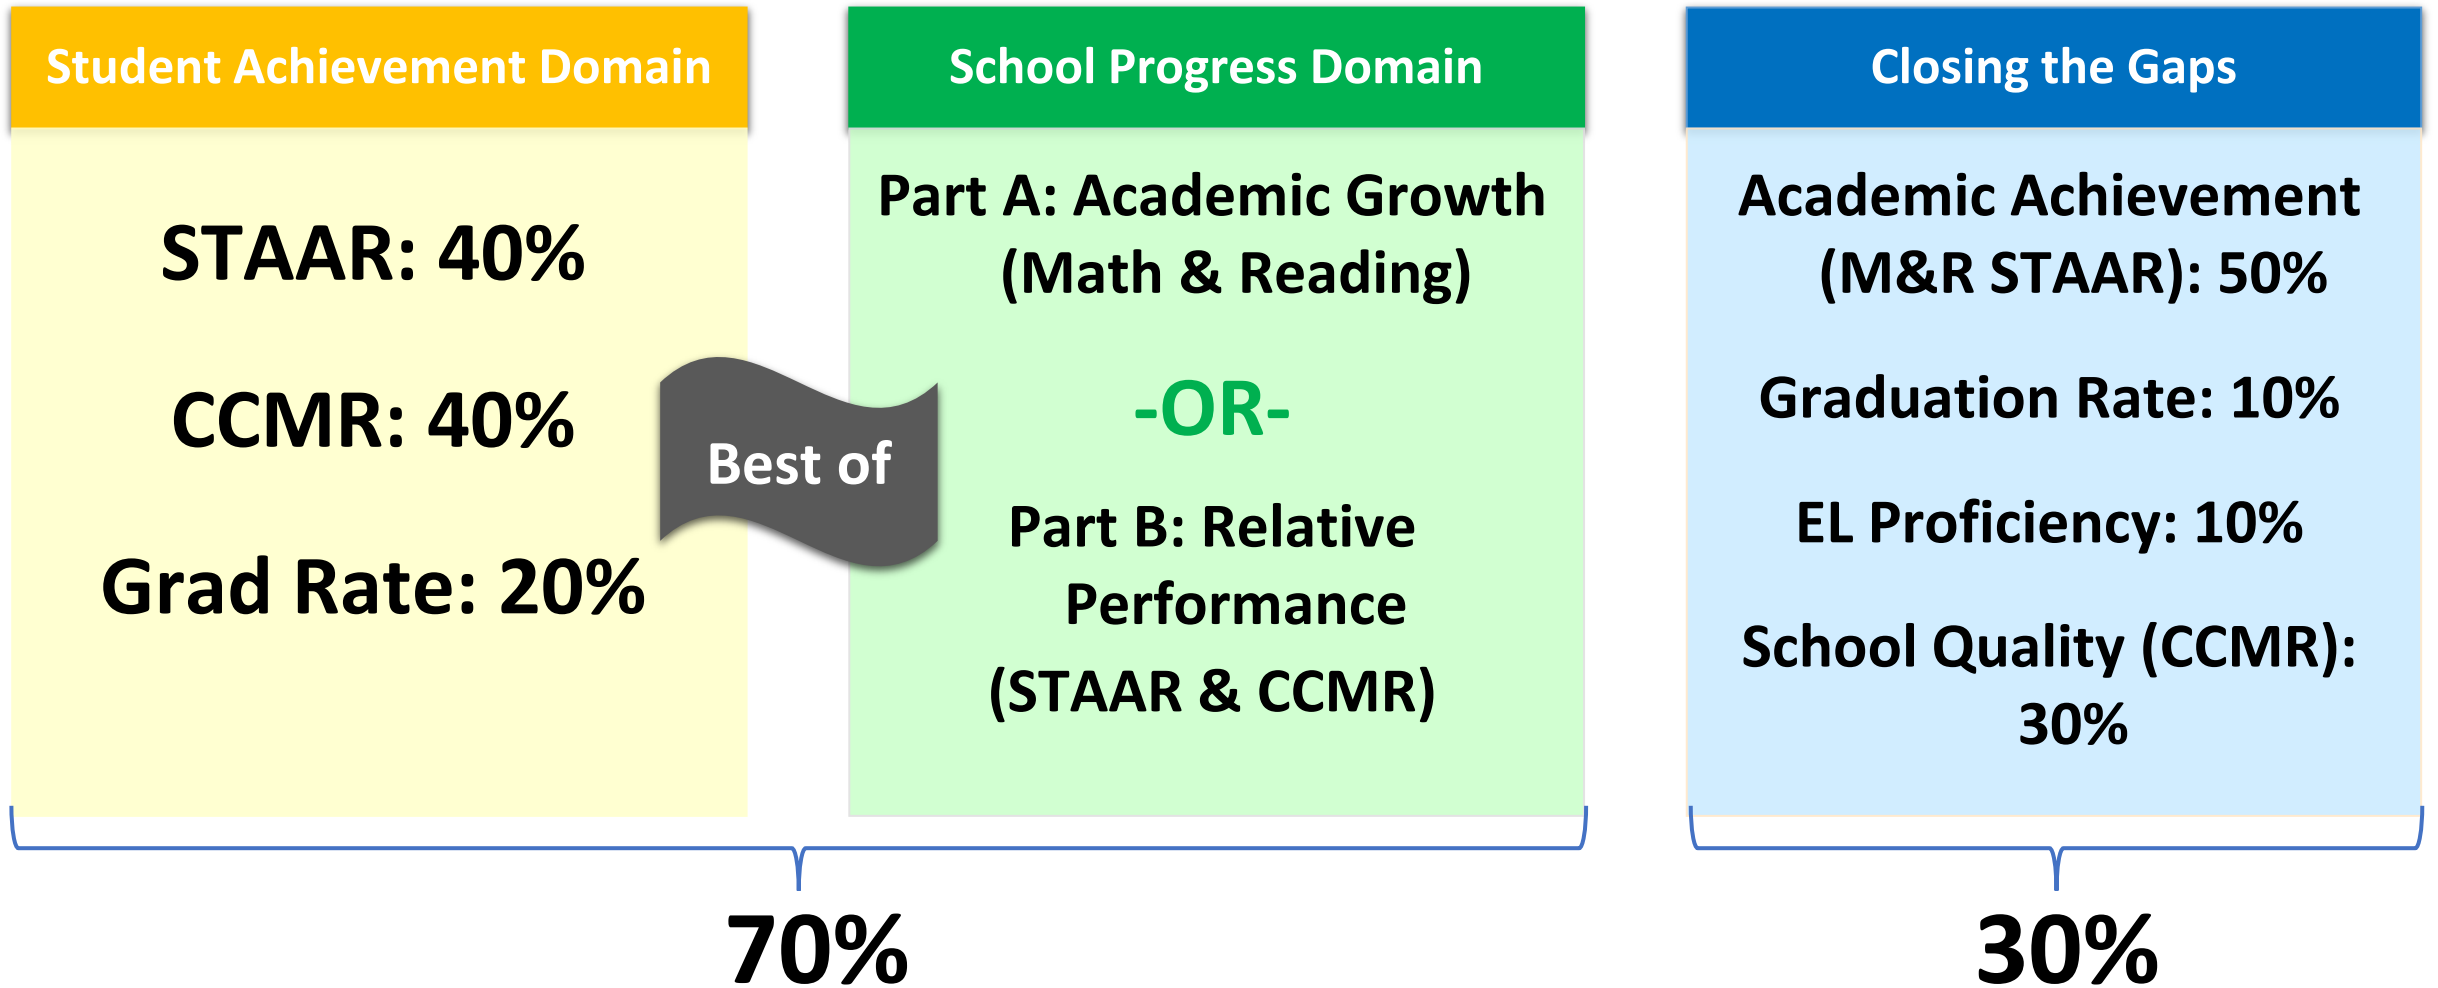 Student Achievement Domain
STAAR: 40%
CCMR: 40%
Grad Rate: 20%
Best of
School Progress Domain
Part A: Academic Growth
(Math & Reading)
-OR-
Part B: Relative
Performance
(STAAR & CCMR)
Closing the Gaps
Academic Achievement
(M&R STAAR): 50%
Graduation Rate: 10%
EL Proficiency: 10%
School Quality (CCMR):
30%
70%
30%